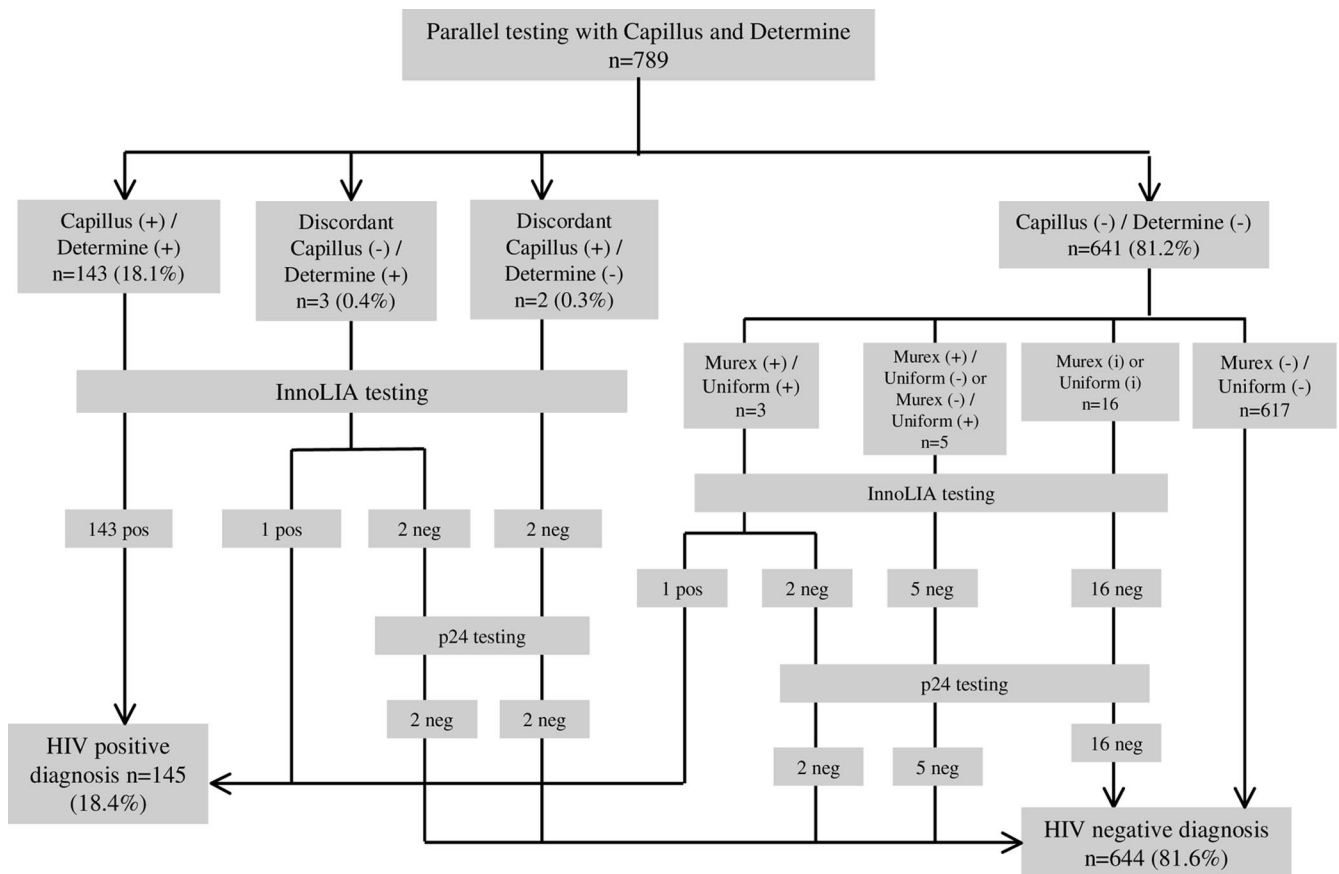 Parallel testing with Capillus and Determine
n=789
Capillus (+) /
Determine (+)
n=143 (18.1%)
Discordant
Capillus (-) /
Determine (+)
n=3 (0.4%)
Discordant
Capillus (+) /
Determine (-)
n=2 (0.3%)
Capillus (-) / Determine (-)
n=641 (81.2%)
Murex (+) /
Uniform (+)
n=3
Murex (+) /
Uniform (-) or
Murex (-) /
Uniform (+)
n=5
Murex (i) or
Uniform (i)
n=16
Murex (-) /
Uniform (-)
n=617
InnoLIA testing
InnoLIA testing
143 pos
1 pos
2 neg
2 neg
1 pos
2 neg
5 neg
16 neg
p24 testing
p24 testing
2 neg
2 neg
16 neg
2 neg
5 neg
HIV positive
diagnosis n=145
(18.4%)
HIV negative diagnosis
n=644 (81.6%)